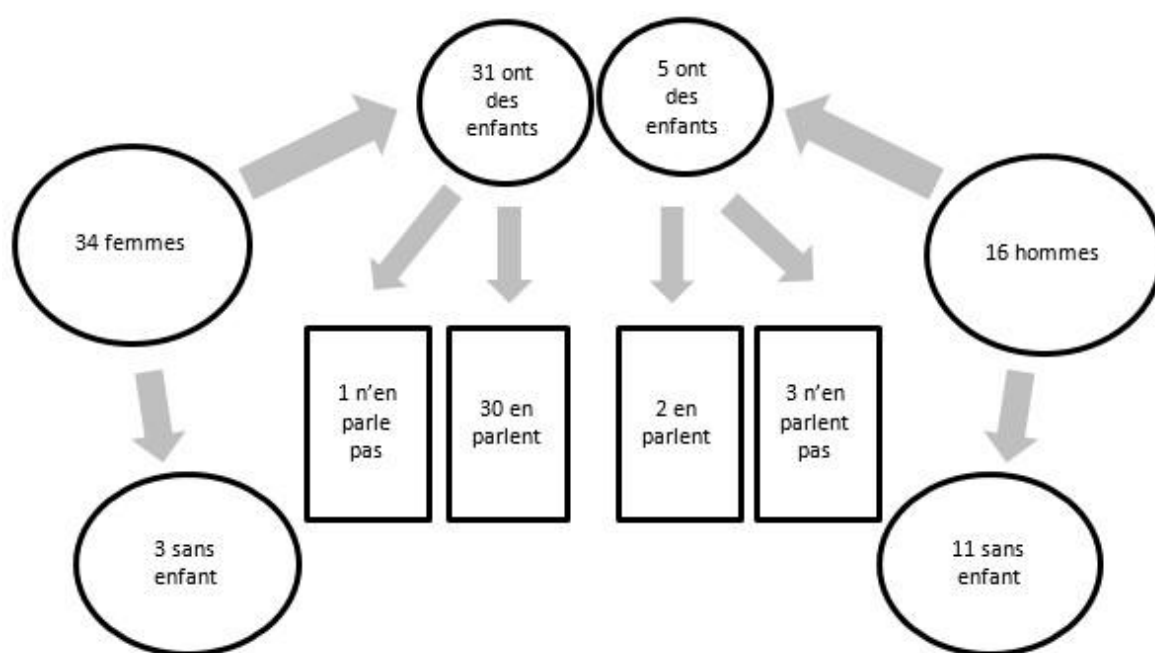 31 ont
des
enfants
5 ont
des
enfants
34 femmes
16 hommes
1 n’en
parle
pas
30 en
parlent
2 en
parlent
3 n’en
parlent
pas
3 sans
enfant
11 sans
enfant